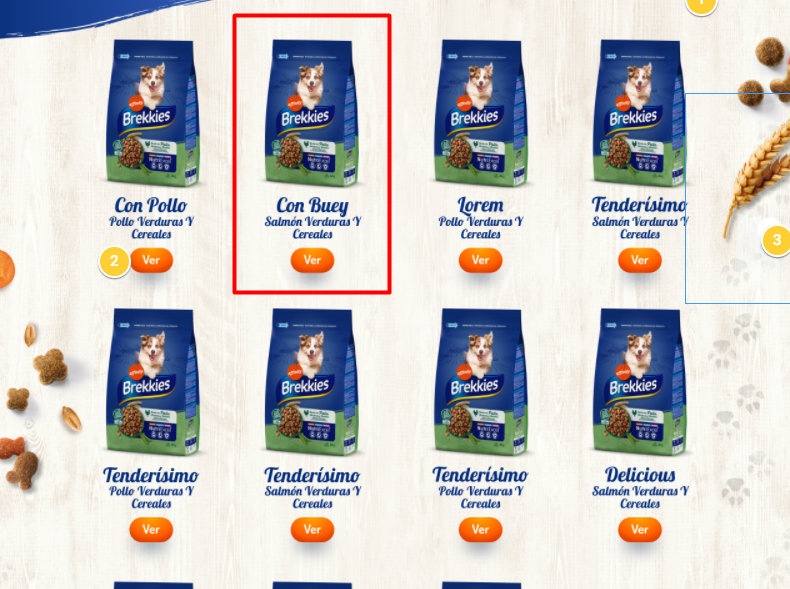 1
Brekkies
Brekkies
Brekkies
Brekkies
Con Pollo
Pollo Verduras Y
Cereales
2
Ver
Con Buey
Salmón Verduras Y
Cereales
Ver
Lorem
Pollo Verduras Y
Cereales
Ver
Tenderísimo
Salmón Verduras Y
Cereales
Ver
3
Brekkies
Brekkies
Brekkies
Brekkies
Tenderísimo
Pollo Verduras Y
Cereales
Ver
Tenderísimo
Salmón Verduras Y
Cereales
Ver
Tenderísimo
Pollo Verduras Y
Cereales
Ver
Delicious
Salmón Verduras Y
Cereales
Ver